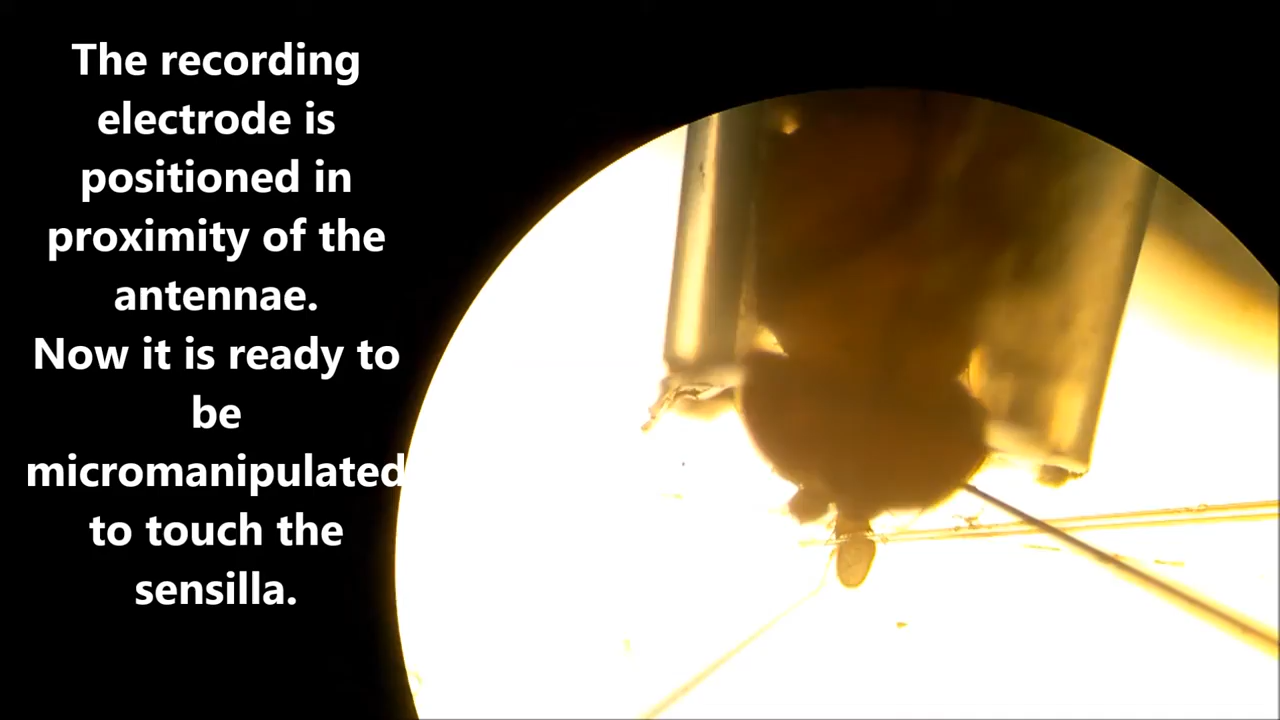 The recording
electrode is
positioned in
proximity of the
antennae.
Now it is ready to
be
micromanipulated
to touch the
sensilla.